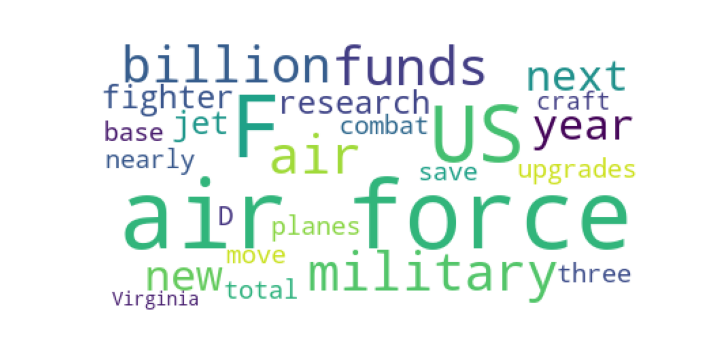 billion funds next
fighter research craft
base jet F combat US year
nearly air save upgrades
air force
D planes
move
new military three
Virginia total